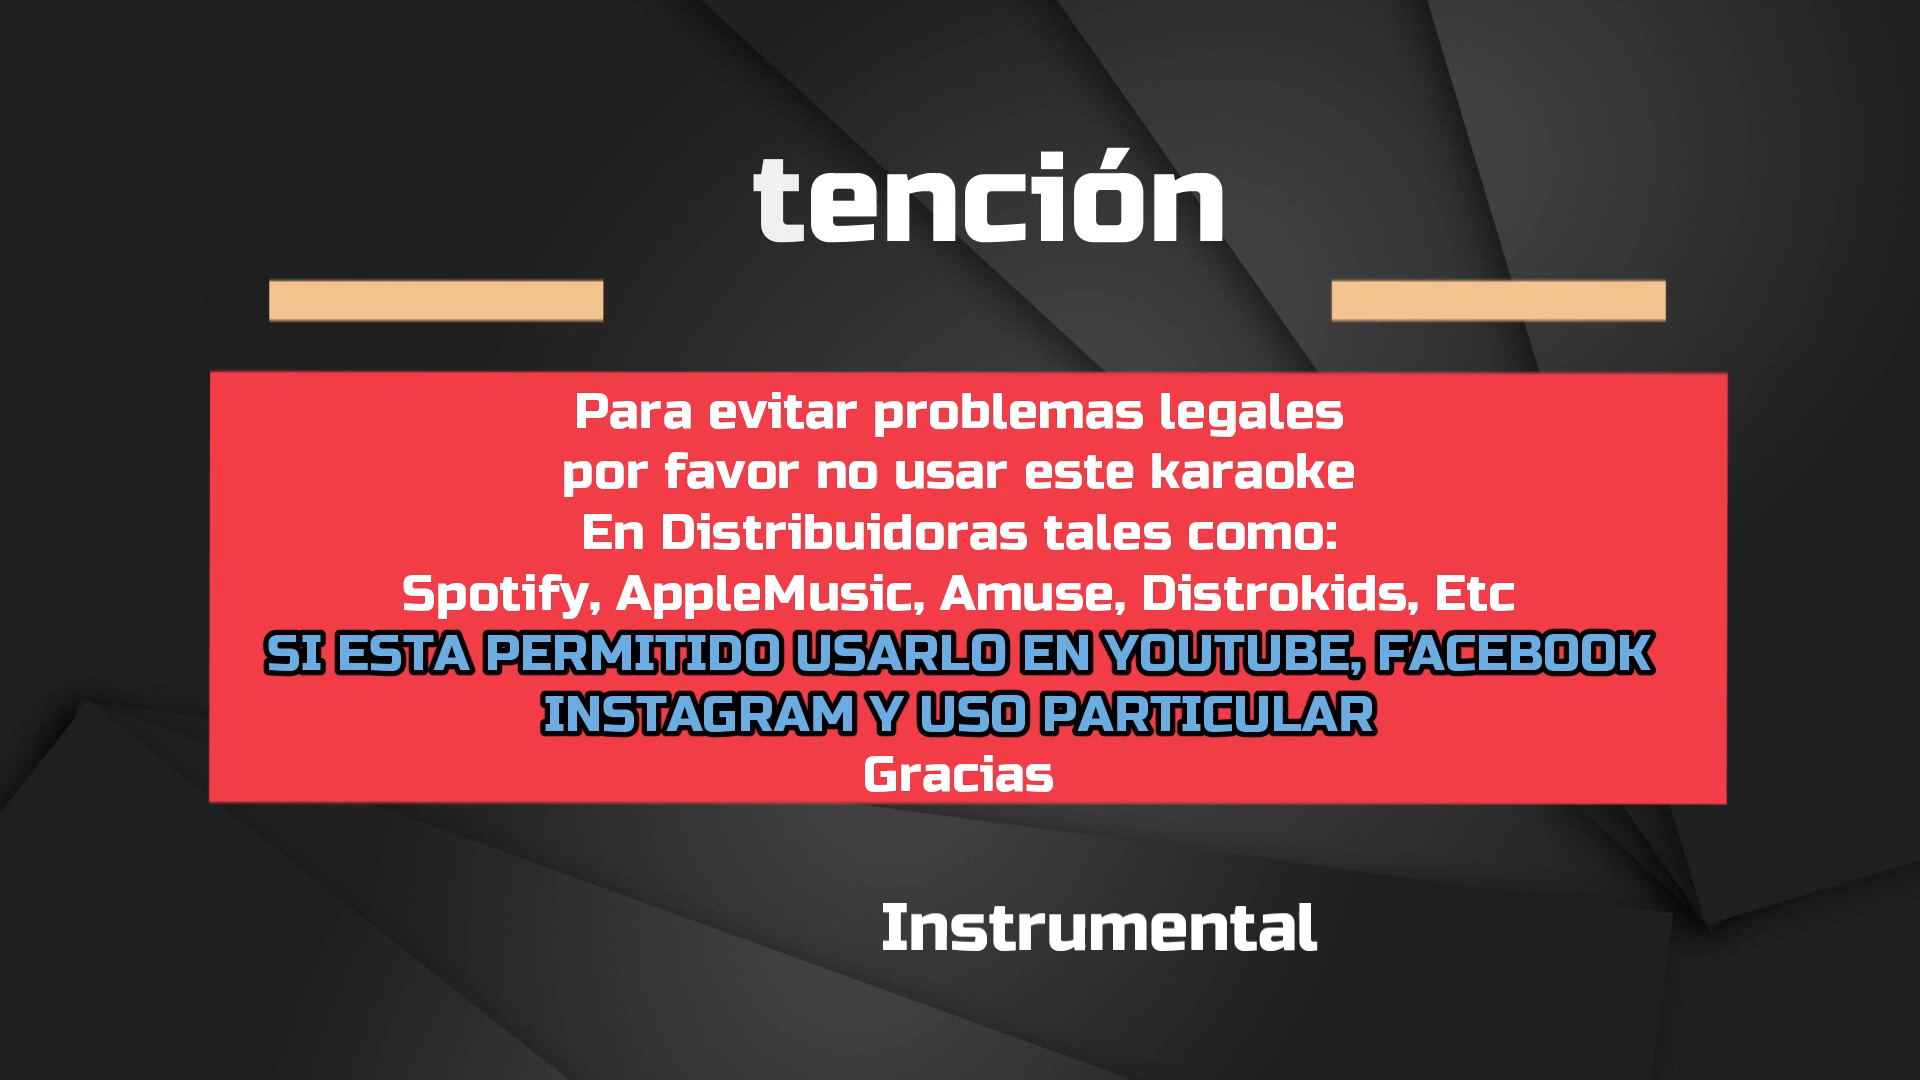 tención
Para evitar problemas legales
por favor no usar este karaoke
En Distribuidoras tales como:
Spotify, AppleMusic, Amuse, Distrokids, Etc
SI ESTA PERMITIDO USARLO EN YOUTUBE, FACEBOOK
INSTAGRAM Y USO PARTICULAR
Gracias
Instrumental